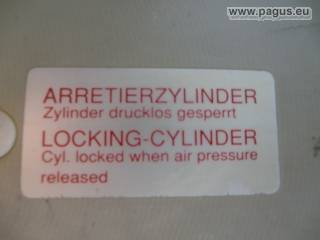 www.pagus.eu
ARRETIERZYLINDER
Zylinder drucklos gesperrt
LOCKING-CYLINDER
Cyl. locked when air pressure
released